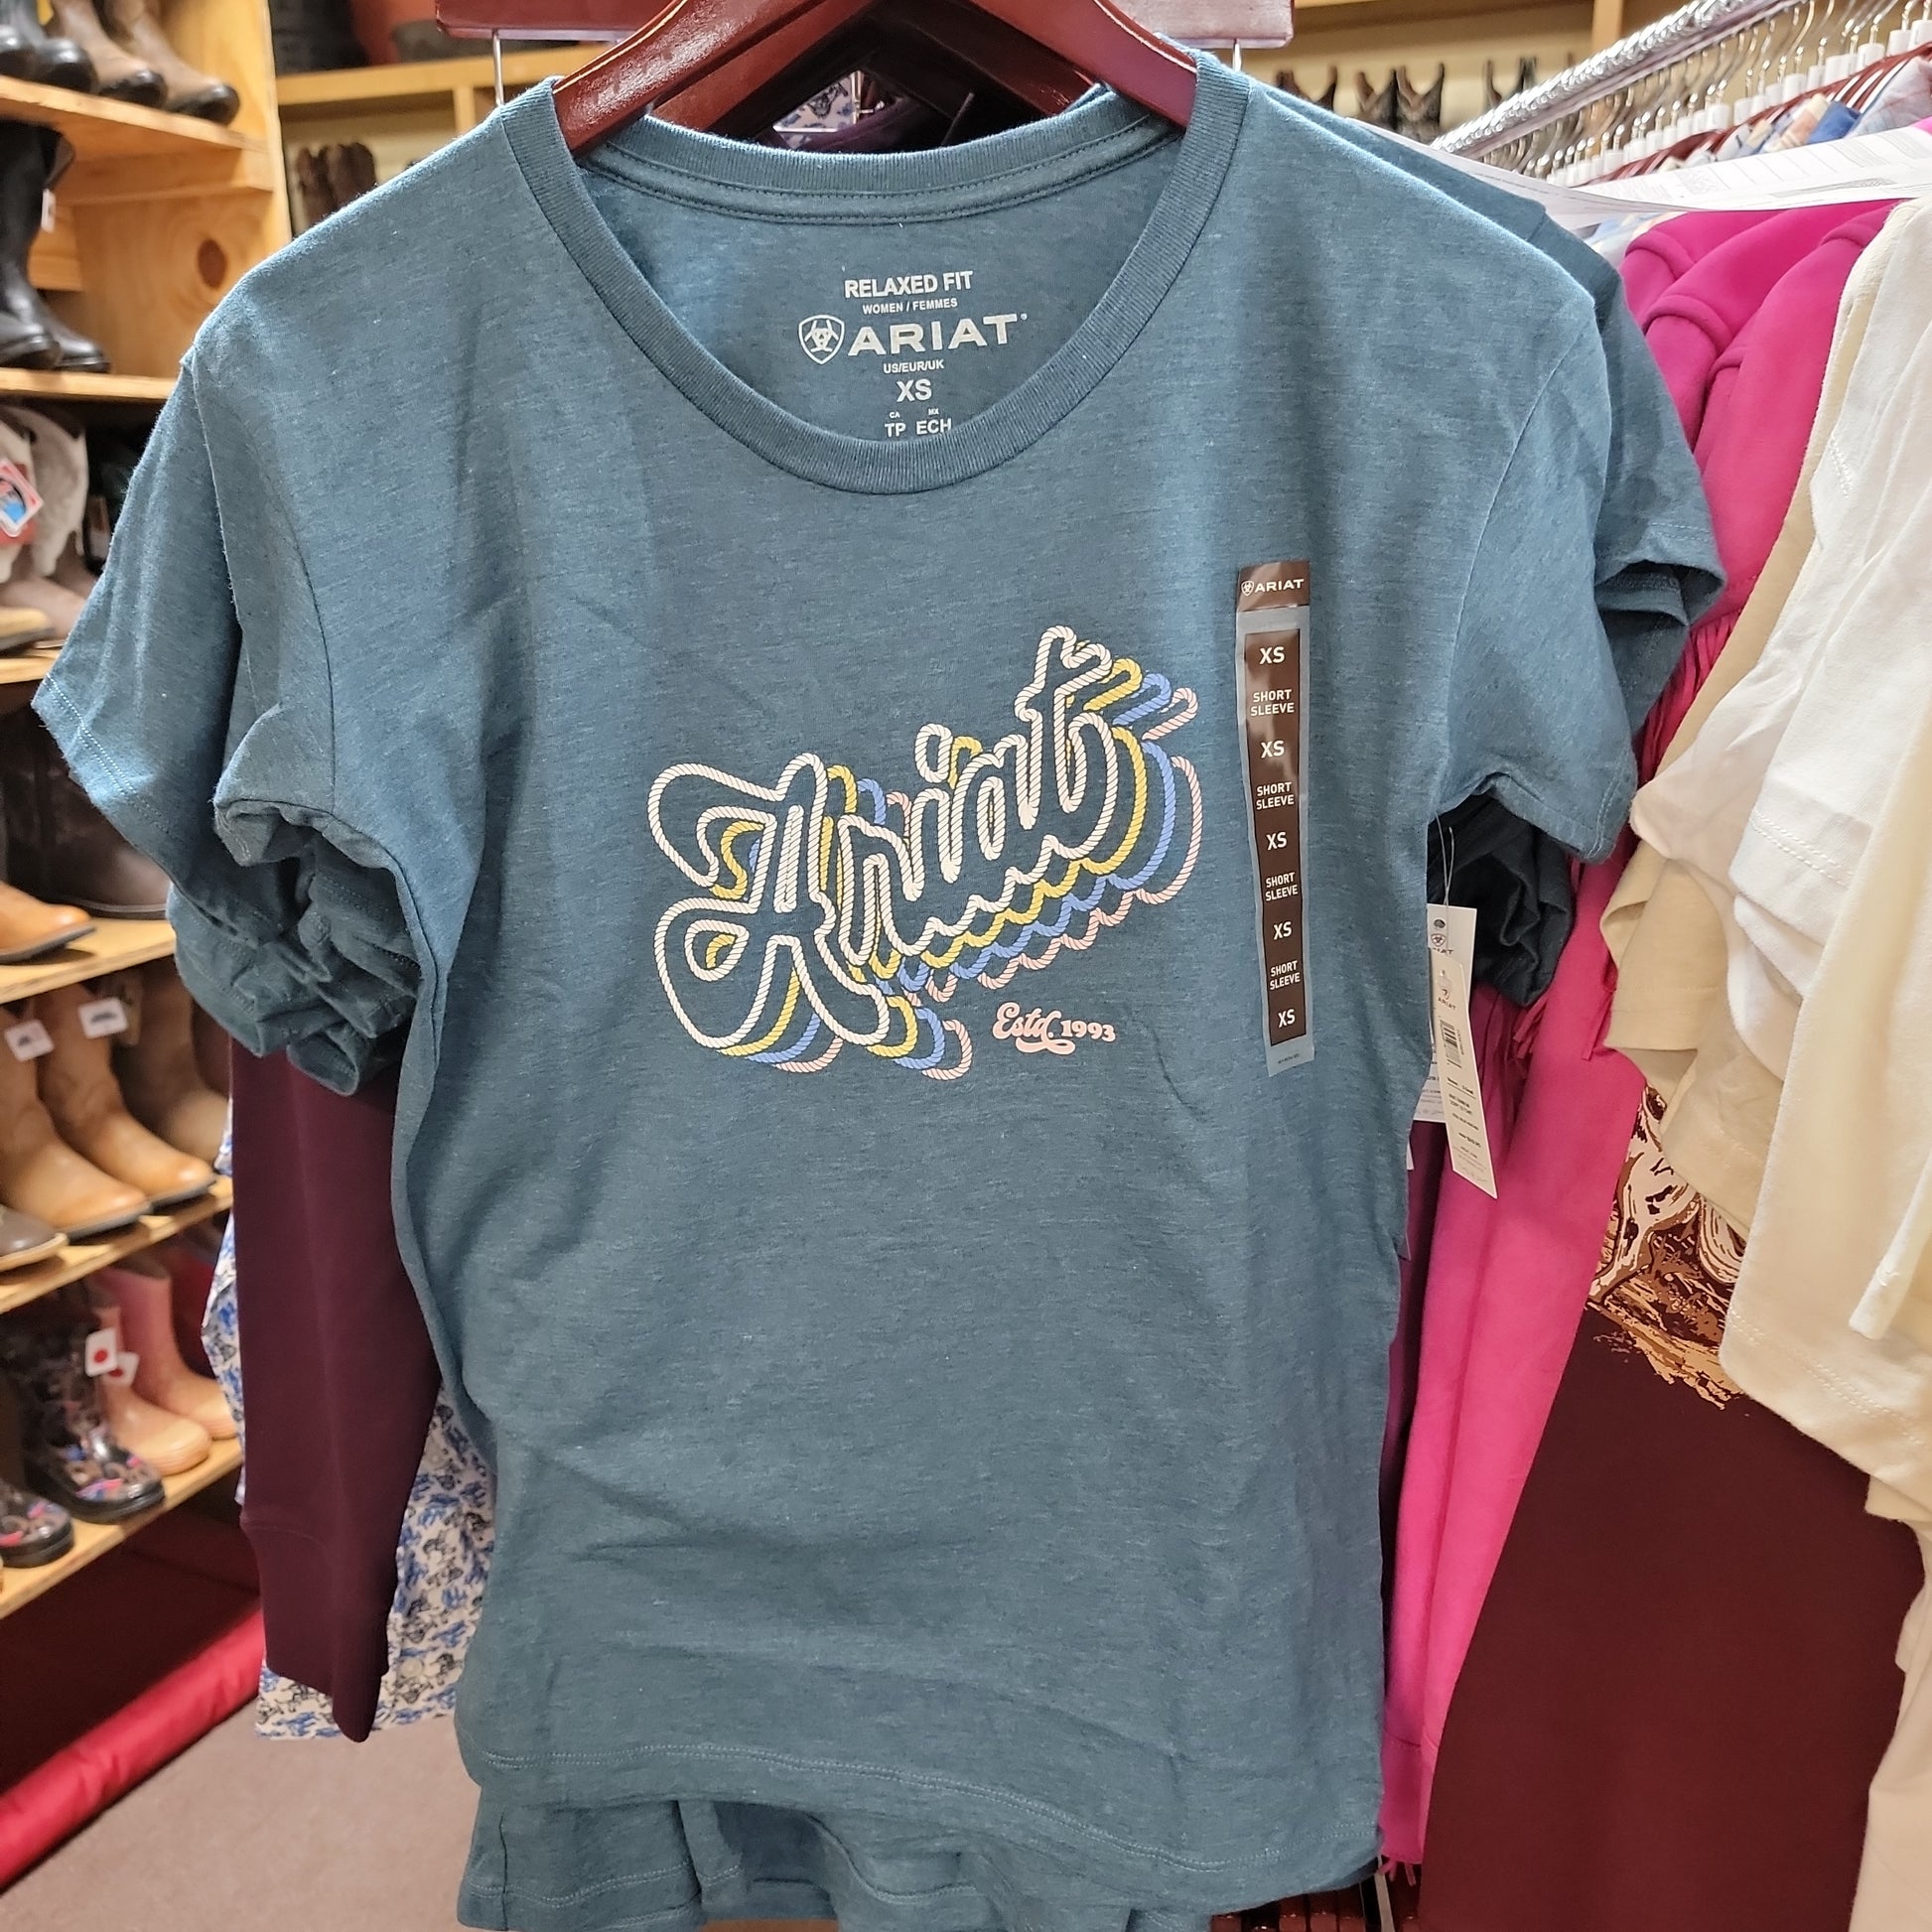 RELAXED FIT
WOMEN / FEMMES
ARIAT®
US/EUR/UK
XS
CA MX
TP ECH
Ariat
Estd. 1993
ARIAT
XS
SHORT
SLEEVE
XS
SHORT
SLEEVE
XS
SHORT
SLEEVE
XS
SHORT
SLEEVE
XS